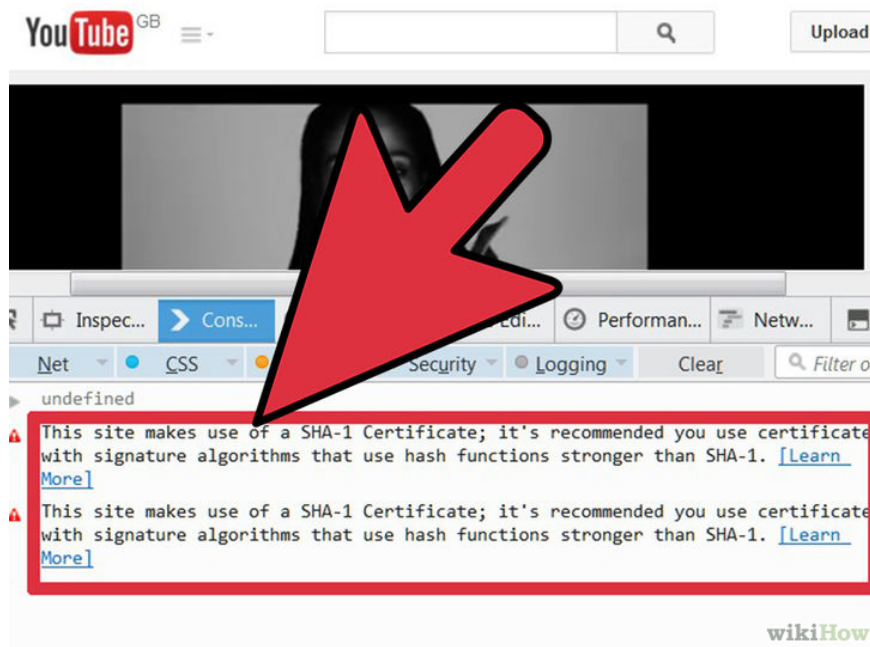 YouTube GB
Upload
Inspec... Cons... Edi... Performan... Netw...
Net CSS Security Logging Clear Filter o
undefined
This site makes use of a SHA-1 Certificate; it's recommended you use certificate
with signature algorithms that use hash functions stronger than SHA-1. [Learn
More]
This site makes use of a SHA-1 Certificate; it's recommended you use certificate
with signature algorithms that use hash functions stronger than SHA-1. [Learn
More]
wikiHow